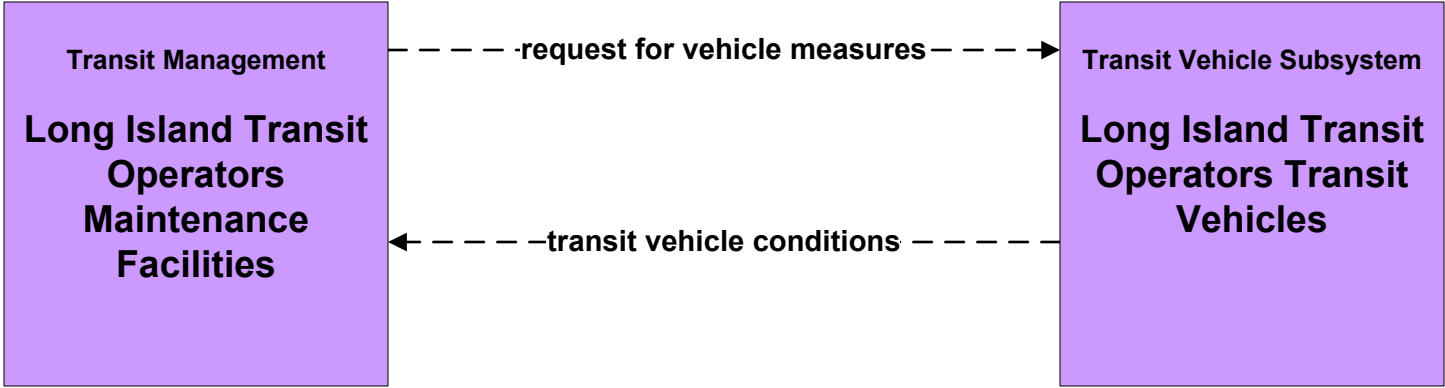 Transit Management
Long Island Transit
Operators
Maintenance
Facilities
request for vehicle measures
transit vehicle conditions
Transit Vehicle Subsystem
Long Island Transit
Operators Transit
Vehicles